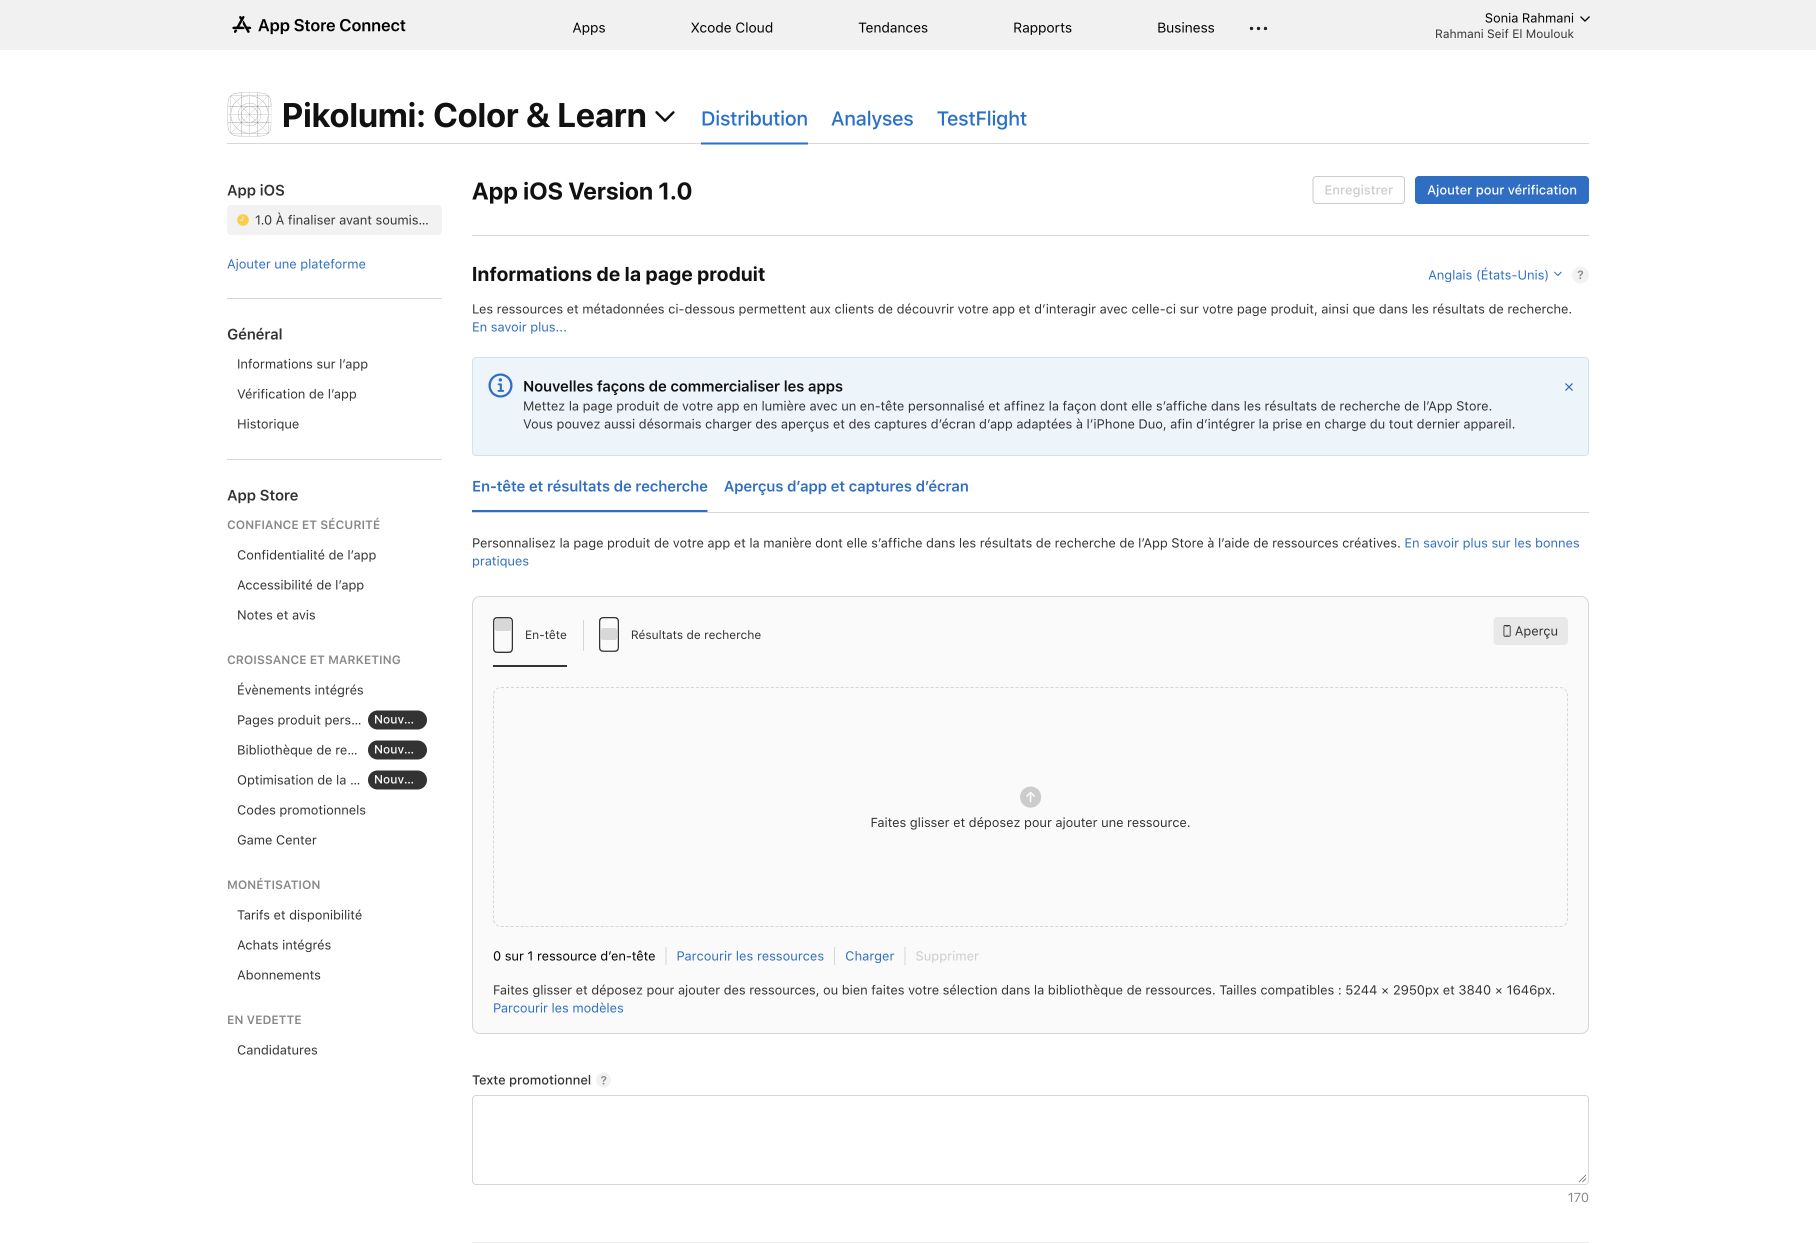 App Store Connect
Apps
Xcode Cloud
Tendances
Rapports
Business
Sonia Rahmani
Rahmani Seif El Moulouk
Pikolumi: Color & Learn
Distribution
Analyses
TestFlight
App iOS
1.0 À finaliser avant soumis...
Ajouter une plateforme
Général
Informations sur l'app
Vérification de l'app
Historique
App Store
CONFIANCE ET SÉCURITÉ
Confidentialité de l'app
Accessibilité de l'app
Notes et avis
CROISSANCE ET MARKETING
Évènements intégrés
Pages produit pers... Nouv...
Bibliothèque de re... Nouv...
Optimisation de la ... Nouv...
Codes promotionnels
Game Center
MONÉTISATION
Tarifs et disponibilité
Achats intégrés
Abonnements
EN VEDETTE
Candidatures
App iOS Version 1.0
Enregistrer
Ajouter pour vérification
Informations de la page produit
Anglais (États-Unis)
?
Les ressources et métadonnées ci-dessous permettent aux clients de découvrir votre app et d'interagir avec celle-ci sur votre page produit, ainsi que dans les résultats de recherche.
En savoir plus...
Nouvelles façons de commercialiser les apps
Mettez la page produit de votre app en lumière avec un en-tête personnalisé et affinez la façon dont elle s'affiche dans les résultats de recherche de l'App Store.
Vous pouvez aussi désormais charger des aperçus et des captures d'écran d'app adaptées à l'iPhone Duo, afin d'intégrer la prise en charge du tout dernier appareil.
En-tête et résultats de recherche
Aperçus d'app et captures d'écran
Personnalisez la page produit de votre app et la manière dont elle s'affiche dans les résultats de recherche de l'App Store à l'aide de ressources créatives. En savoir plus sur les bonnes
pratiques
En-tête
Résultats de recherche
Aperçu
Faites glisser et déposez pour ajouter une ressource.
0 sur 1 ressource d'en-tête
Parcourir les ressources
Charger
Supprimer
Faites glisser et déposez pour ajouter des ressources, ou bien faites votre sélection dans la bibliothèque de ressources. Tailles compatibles : 5244 × 2950px et 3840 × 1646px.
Parcourir les modèles
Texte promotionnel ?
170